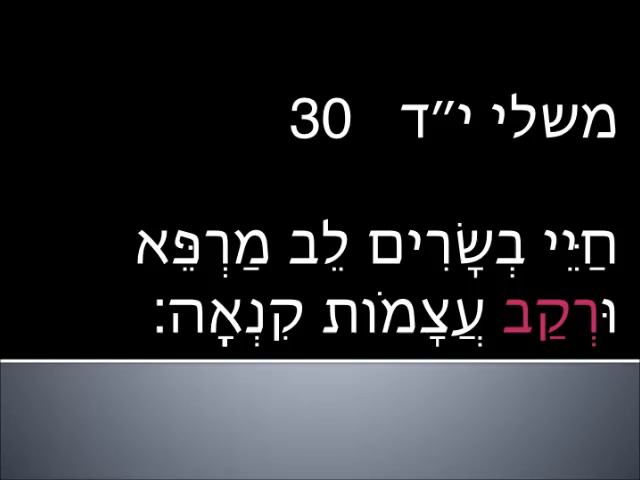 משלי י״ד 30
חַיֵּי בְשָׂרִים לֵב מַרְפֵּא
וּרְקַב עֲצָמוֹת קִנְאָה: